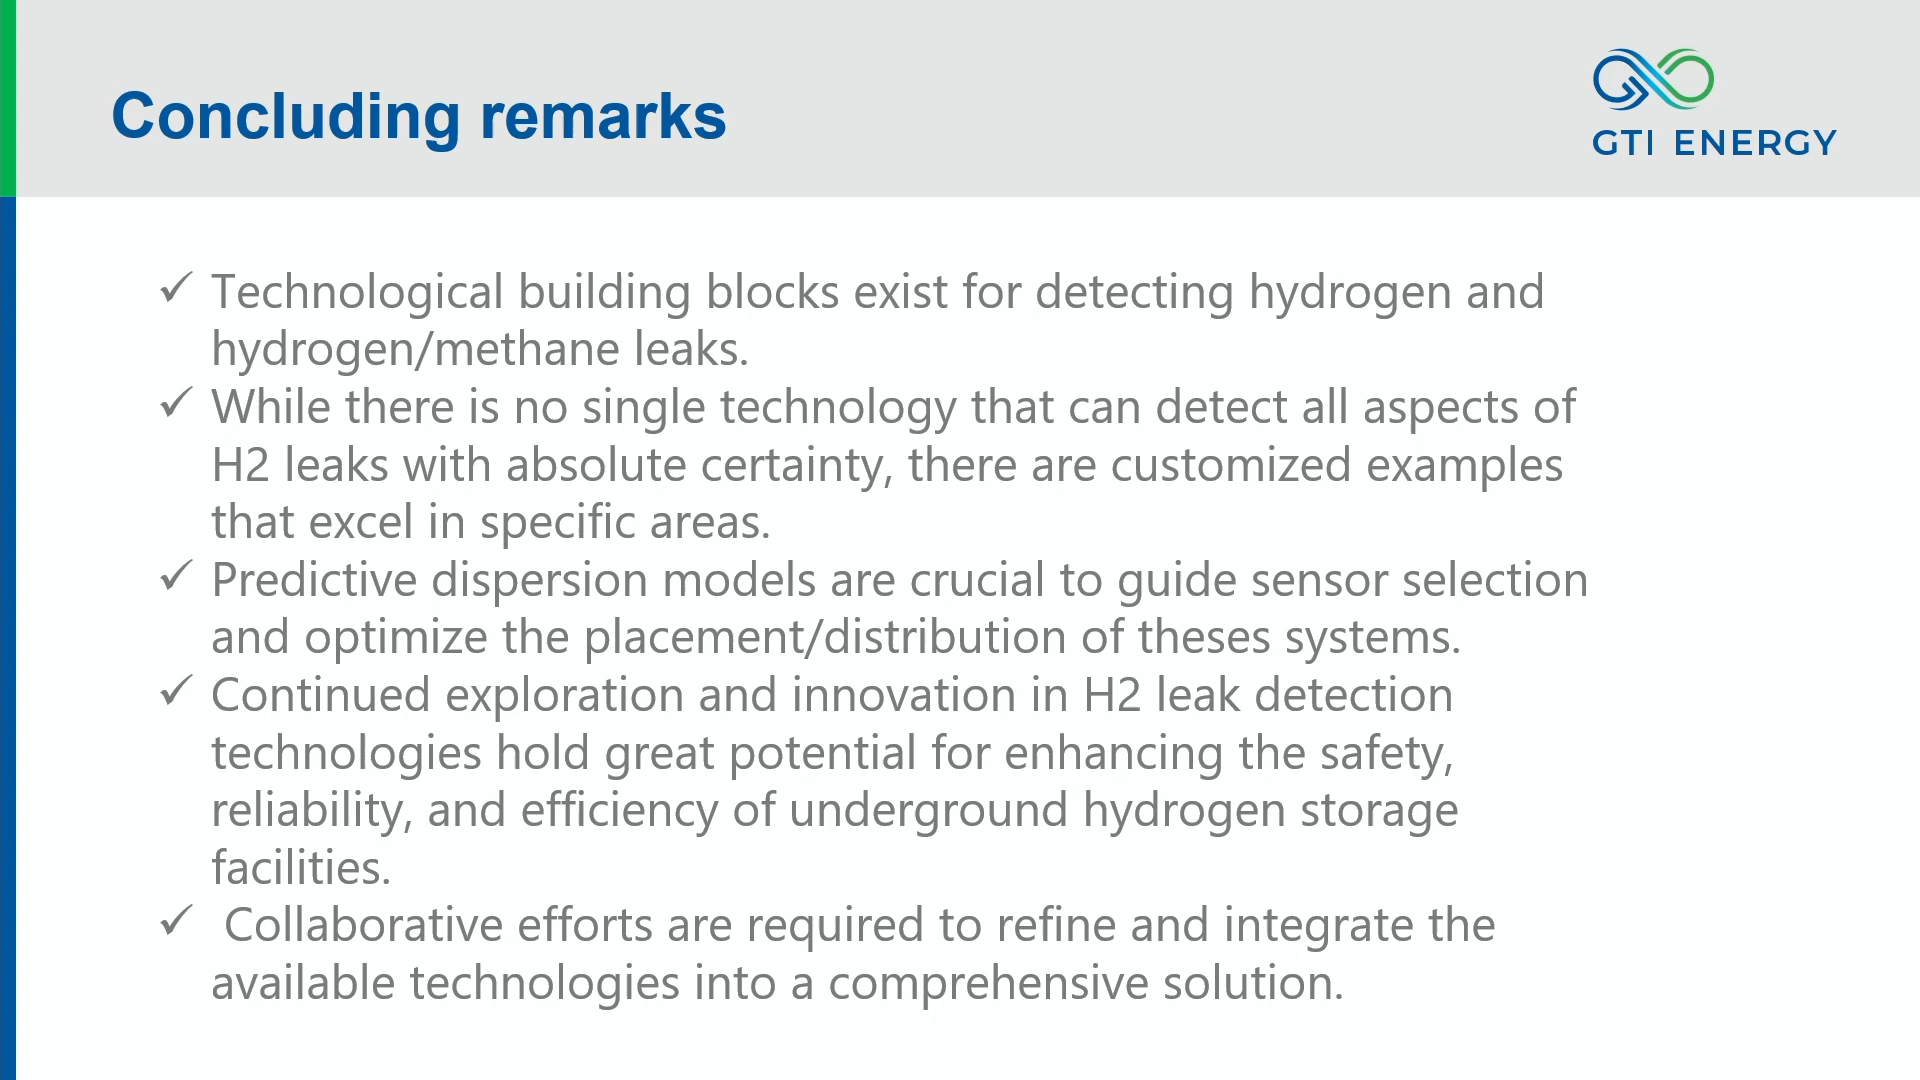 Concluding remarks
GTI ENERGY
✓ Technological building blocks exist for detecting hydrogen and
hydrogen/methane leaks.
✓ While there is no single technology that can detect all aspects of
H2 leaks with absolute certainty, there are customized examples
that excel in specific areas.
✓ Predictive dispersion models are crucial to guide sensor selection
and optimize the placement/distribution of theses systems.
✓ Continued exploration and innovation in H2 leak detection
technologies hold great potential for enhancing the safety,
reliability, and efficiency of underground hydrogen storage
facilities.
✓ Collaborative efforts are required to refine and integrate the
available technologies into a comprehensive solution.